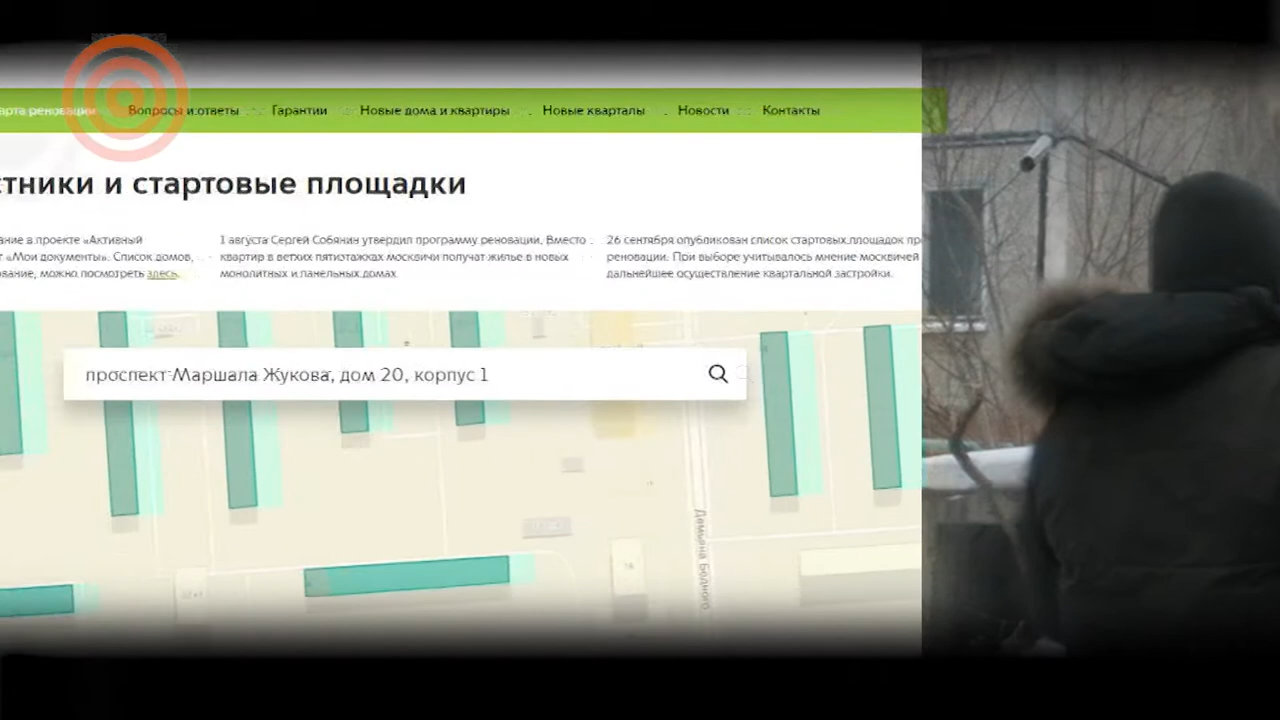 арта реновации Вопросы и ответы Гарантии Новые дома и квартиры Новые кварталы Новости Контакты
стники и стартовые площадки
ание в проекте «Активный
т «Мои документы». Список домов,
ование, можно посмотреть здесь.
1 августа Сергей Собянин утвердил программу реновации. Вместо
квартир в ветхих пятиэтажках москвичи получат жилье в новых
монолитных и панельных домах.
26 сентября опубликован список стартовых площадок пр
реновации. При выборе учитывалось мнение москвичей
дальнейшее осуществление квартальной застройки.
проспект Маршала Жукова, дом 20, корпус 1
Демьяна Бедного